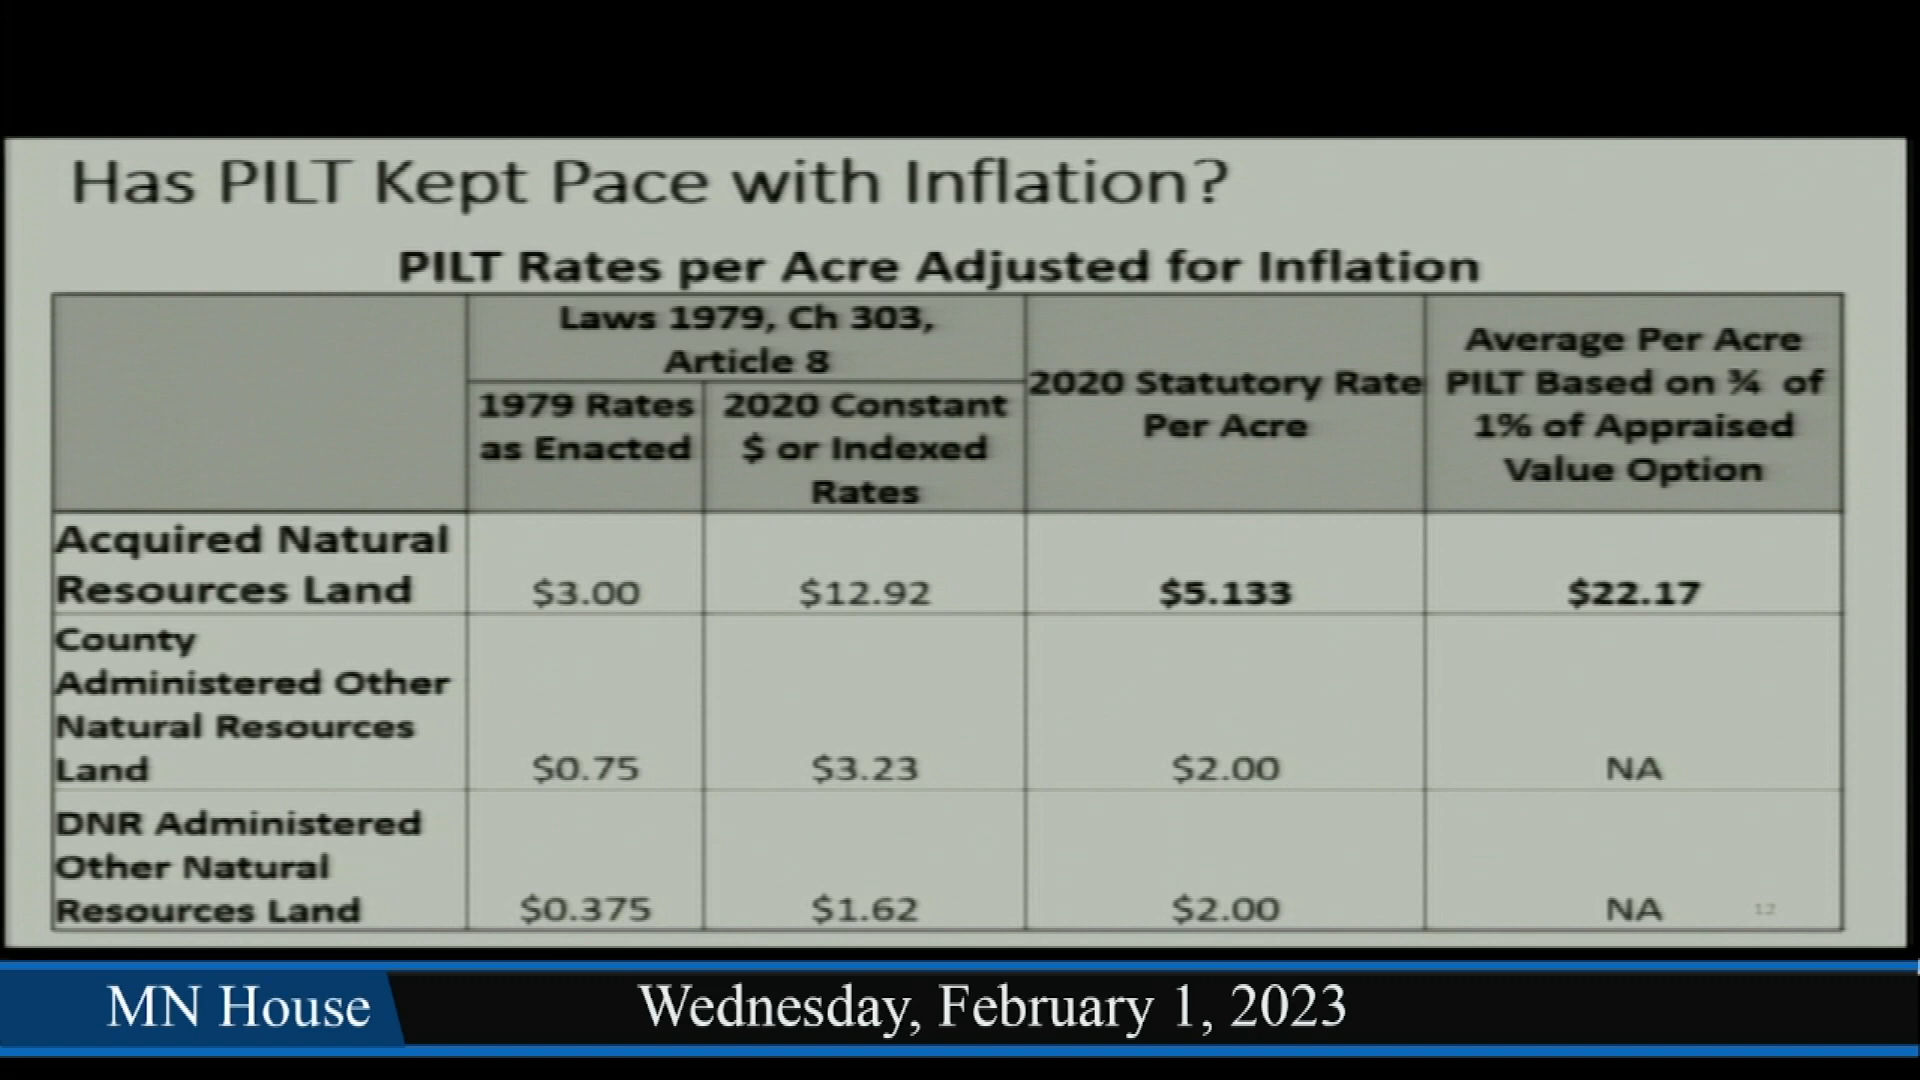 Has PILT Kept Pace with Inflation?
PILT Rates per Acre Adjusted for Inflation
Laws 1979, Ch 303,
Article 8
1979 Rates
as Enacted
2020 Constant
$ or Indexed
Rates
2020 Statutory Rate
Per Acre
Average Per Acre
PILT Based on ¾ of
1% of Appraised
Value Option
Acquired Natural
Resources Land
$3.00
$12.92
$5.133
$22.17
County
Administered Other
Natural Resources
Land
$0.75
$3.23
$2.00
NA
DNR Administered
Other Natural
Resources Land
$0.375
$1.62
$2.00
NA
12
MN House
Wednesday, February 1, 2023